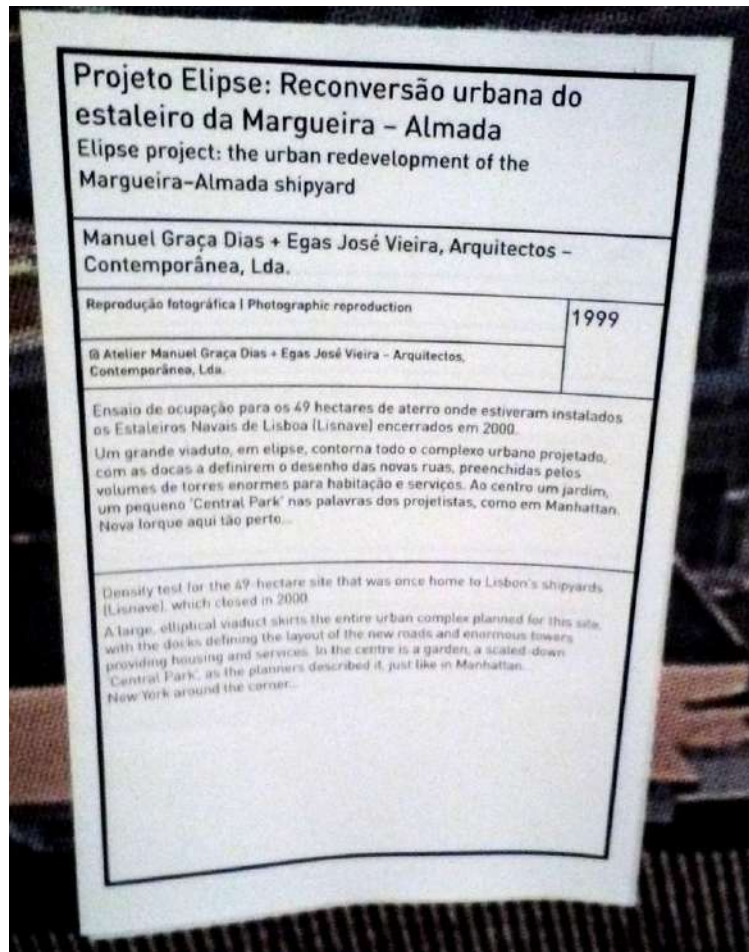 Projeto Elipse: Reconversão urbana do
estaleiro da Margueira – Almada
Elipse project: the urban redevelopment of the
Margueira-Almada shipyard
Manuel Graça Dias + Egas José Vieira, Arquitectos –
Contemporânea, Lda.
Reprodução fotográfica | Photographic reproduction
1999
@ Atelier Manuel Graça Dias + Egas José Vieira – Arquitectos,
Contemporânea, Lda.
Ensaio de ocupação para os 49 hectares de aterro onde estiveram instalados
os Estaleiros Navais de Lisboa (Lisnave) encerrados em 2000.
Um grande viaduto, em elipse, contorna todo o complexo urbano projetado,
com as docas a definirem o desenho das novas ruas, preenchidas pelos
volumes de torres enormes para habitação e serviços. Ao centro um jardim,
um pequeno 'Central Park' nas palavras dos projetistas, como em Manhattan.
Nova Iorque aqui tão perto...
Density test for the 49-hectare site that was once home to Lisbon's shipyards
(Lisnave), which closed in 2000.
A large, elliptical viaduct skirts the entire urban complex planned for this site,
with the docks defining the layout of the new roads and enormous towers
providing housing and services. In the centre is a garden, a scaled-down
'Central Park', as the planners described it, just like in Manhattan.
New York around the corner...